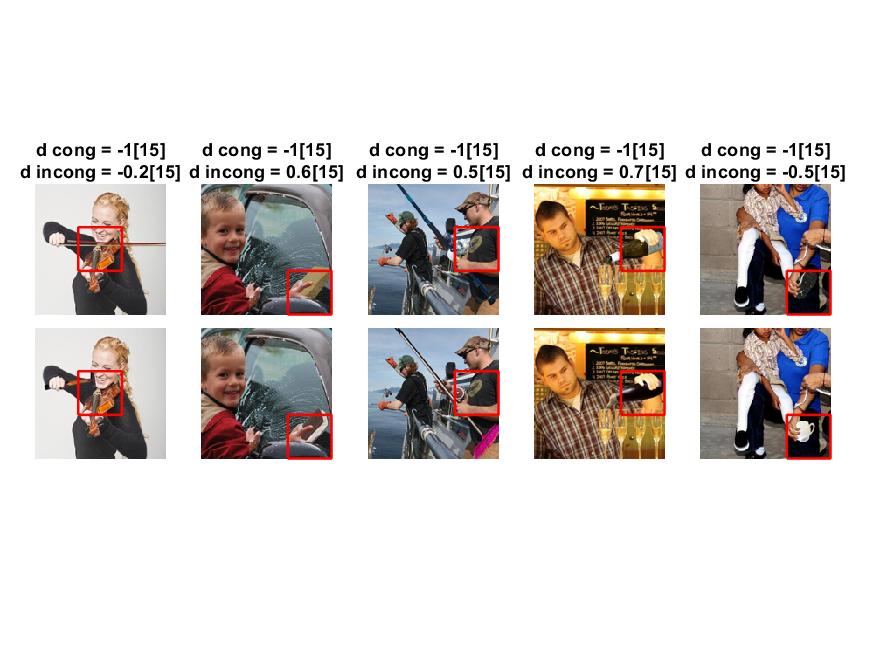 d cong = -1[15]
d incong = -0.2[15]
d cong = -1[15]
d incong = 0.6[15]
d cong = -1[15]
d incong = 0.5[15]
d cong = -1[15]
d incong = 0.7[15]
d cong = -1[15]
d incong = -0.5[15]